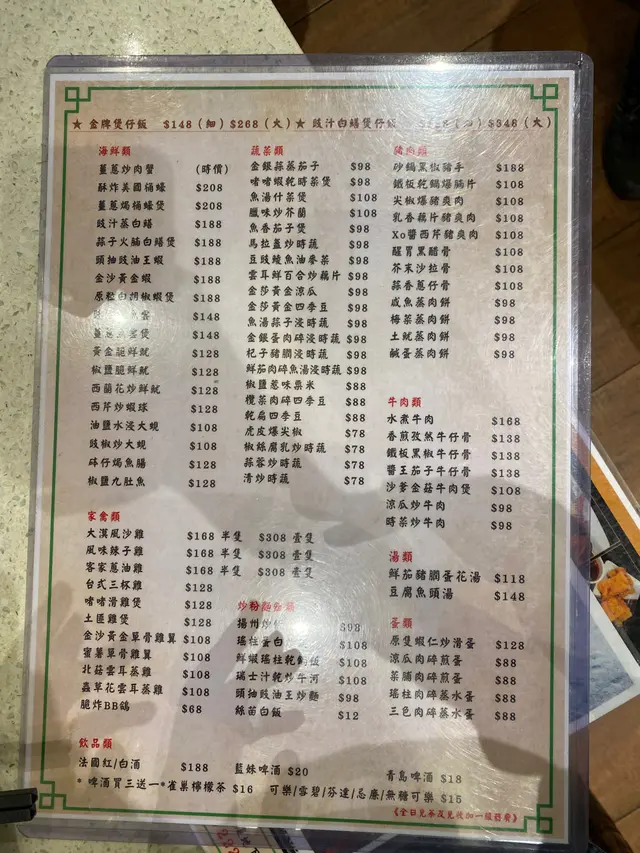 ★ 金牌煲仔飯 $148(細) $268(大) ★ 豉汁白鱔煲仔飯 $348(大)
海鮮類
薑蔥炒肉蟹 (時價)
酥炸美國桶蠔 $208
薑蔥焗桶蠔煲 $208
豉汁蒸白鱔 $188
蒜子火腩白鱔煲 $188
頭抽豉油王蝦 $188
金沙黃金蝦 $188
原粒白胡椒蝦煲 $188
$148
$148
黃金脆鮮魷 $128
椒鹽脆鮮魷 $128
西蘭花炒鮮魷 $128
西芹炒蝦球 $128
油鹽水浸大蜆 $108
豉椒炒大蜆 $108
砵仔焗魚腸 $128
椒鹽九肚魚 $128
蔬菜類
金銀蒜蒸茄子 $98
啫啫蝦乾時菜煲 $98
魚湯什菜煲 $108
臘味炒芥蘭 $108
魚香茄子煲 $98
馬拉盞炒時蔬 $98
豆豉鯪魚油麥菜 $98
雲耳鮮百合炒藕片 $98
金莎黃金涼瓜 $98
金莎黃金四季豆 $98
魚湯蒜子浸時蔬 $98
金銀蛋肉碎浸時蔬 $98
杞子豬膶浸時蔬 $98
鮮茄肉碎魚湯浸時蔬 $98
椒鹽蔥味粟米 $88
欖菜肉碎四季豆 $88
乾扁四季豆 $88
虎皮爆尖椒 $78
椒絲腐乳炒時蔬 $78
蒜蓉炒時蔬 $78
清炒時蔬 $78
豬肉類
砂鍋黑椒豬手 $188
鐵板乾鍋爆腩片 $108
尖椒爆豬爽肉 $108
乳香藕片豬爽肉 $108
Xo醬西芹豬爽肉 $108
醒胃黑醋骨 $108
芥末沙拉骨 $108
蒜香蔥仔骨 $108
咸魚蒸肉餅 $98
梅菜蒸肉餅 $98
土魷蒸肉餅 $98
鹹蛋蒸肉餅 $98
牛肉類
水煮牛肉 $168
香煎孜然牛仔骨 $138
鐵板黑椒牛仔骨 $138
醬王茄子牛仔骨 $138
沙爹金菇牛肉煲 $108
涼瓜炒牛肉 $98
時菜炒牛肉 $98
家禽類
大漠風沙雞 $168 半隻 $308 壹隻
風味辣子雞 $168 半隻 $308 壹隻
客家蔥油雞 $168 半隻 $308 壹隻
台式三杯雞 $128
啫啫滑雞煲 $128
土匪雞煲 $128
金沙黃金單骨雞翼 $108
蜜薯單骨雞翼 $108
北菇雲耳蒸雞 $108
蟲草花雲耳蒸雞 $108
脆炸BB鴿 $68
炒粉麵飯類
揚州炒 $98
瑤柱蛋白 $108
鮮蝦瑤柱乾鍋飯 $108
瑞士汁乾炒牛河 $108
頭抽豉油王炒麵 $98
絲苗白飯 $12
湯類
鮮茄豬膶蛋花湯 $118
豆腐魚頭湯 $148
蛋類
原隻蝦仁炒滑蛋 $128
涼瓜肉碎煎蛋 $88
菜脯肉碎煎蛋 $88
瑤柱肉碎蒸水蛋 $88
三色肉碎蒸水蛋 $88
飲品類
法國紅/白酒 $188 藍妹啤酒 $20 青島啤酒 $18
* 啤酒買三送一 * 雀巢檸檬茶 $16 可樂/雪碧/芬達/忌廉/無糖可樂 $15
《全日免茶及免收加一服務費》